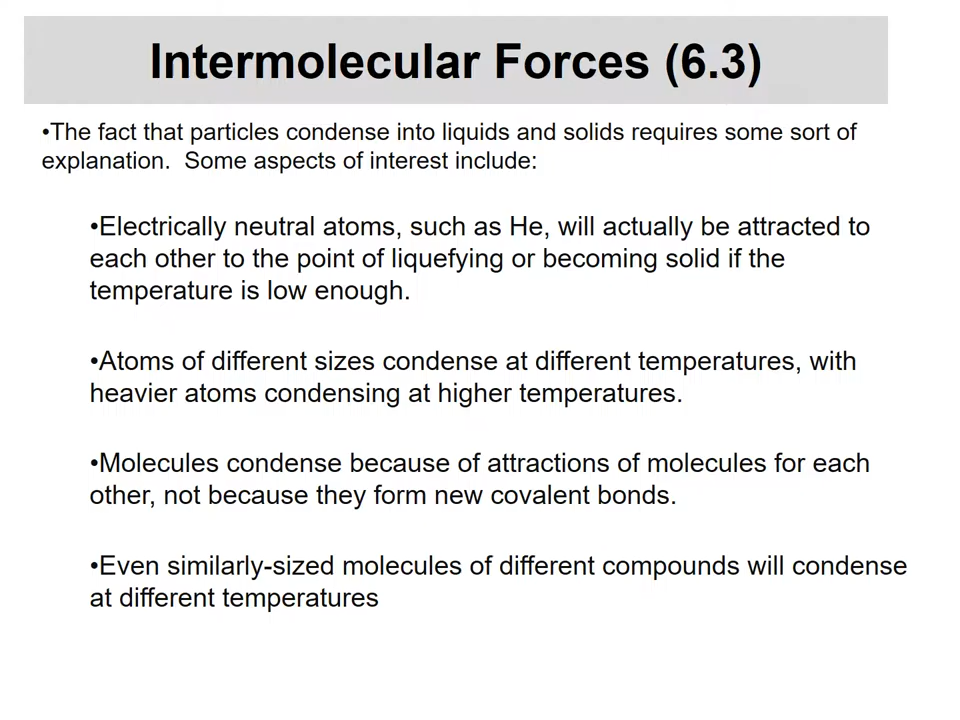 Intermolecular Forces (6.3)
•The fact that particles condense into liquids and solids requires some sort of
explanation.  Some aspects of interest include:
•Electrically neutral atoms, such as He, will actually be attracted to
each other to the point of liquefying or becoming solid if the
temperature is low enough.
•Atoms of different sizes condense at different temperatures, with
heavier atoms condensing at higher temperatures.
•Molecules condense because of attractions of molecules for each
other, not because they form new covalent bonds.
•Even similarly-sized molecules of different compounds will condense
at different temperatures